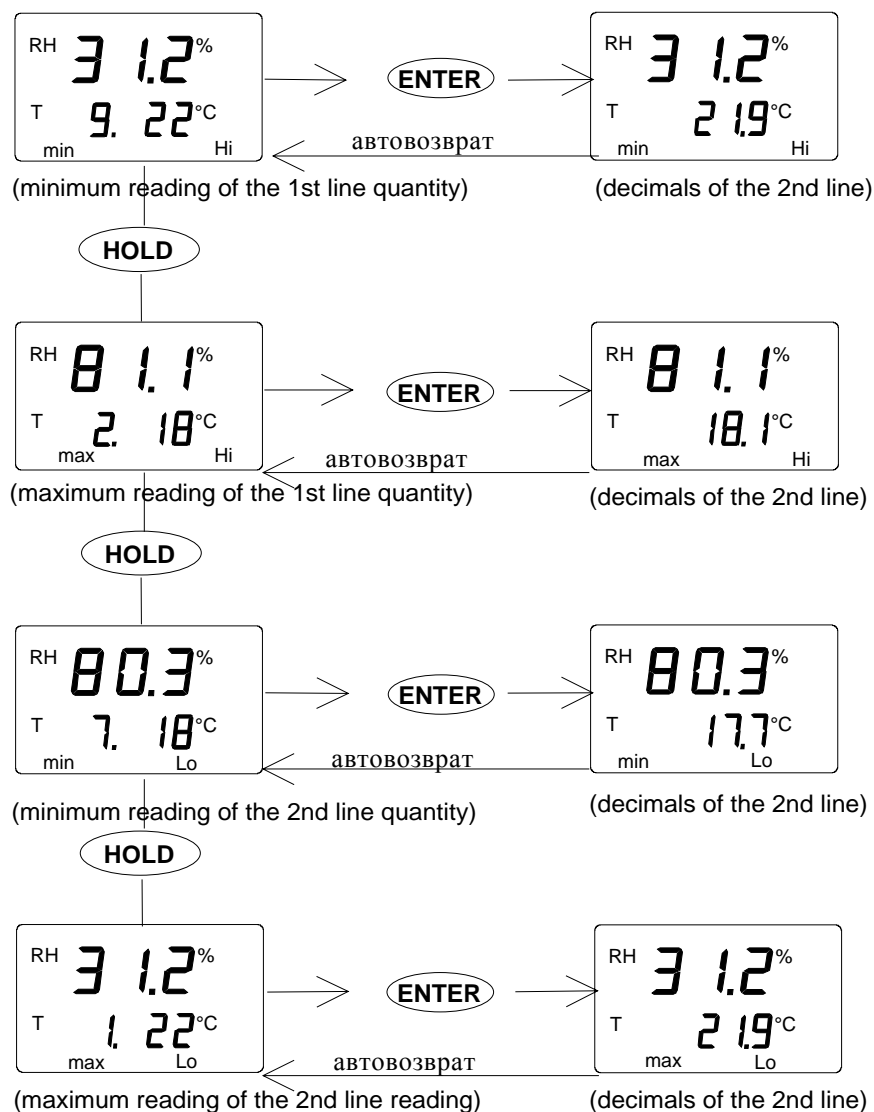 RH 31.2 % ENTER RH 31.2 %
T 9. 22 °C T 21.9 °C
min Hi автовозврат min Hi
(minimum reading of the 1st line quantity) (decimals of the 2nd line)
HOLD
RH 81.1 % ENTER RH 81.1 %
T 2. 18 °C T 18.1 °C
max Hi автовозврат max Hi
(maximum reading of the 1st line quantity) (decimals of the 2nd line)
HOLD
RH 80.3 % ENTER RH 80.3 %
T 7. 18 °C T 17.7 °C
min Lo автовозврат min Lo
(minimum reading of the 2nd line quantity) (decimals of the 2nd line)
HOLD
RH 31.2 % ENTER RH 31.2 %
T 1. 22 °C T 21.9 °C
max Lo автовозврат max Lo
(maximum reading of the 2nd line reading) (decimals of the 2nd line)